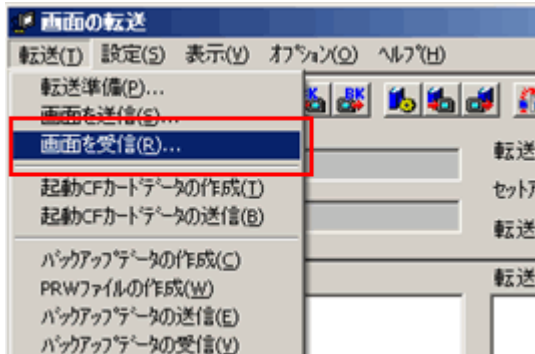 画面の転送
転送(T) 設定(S) 表示(V) オプション(O) ヘルプ(H)
転送準備(P)...
画面を送信(S)...
画面を受信(R)...
転送
起動CFカードデータの作成(T)
セットア
起動CFカードデータの送信(B)
転送
バックアップデータの作成(C)
転送
PRWファイルの作成(W)
バックアップデータの送信(E)
バックアップデータの受信(V)